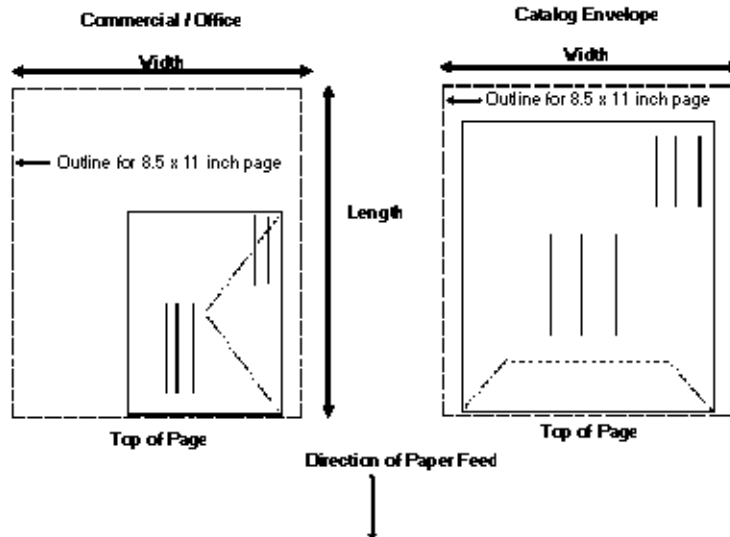 Commercial / Office
Width
Outline for 8.5 x 11 inch page
Length
Top of Page
Catalog Envelope
Width
Outline for 8.5 x 11 inch page
Top of Page
Direction of Paper Feed